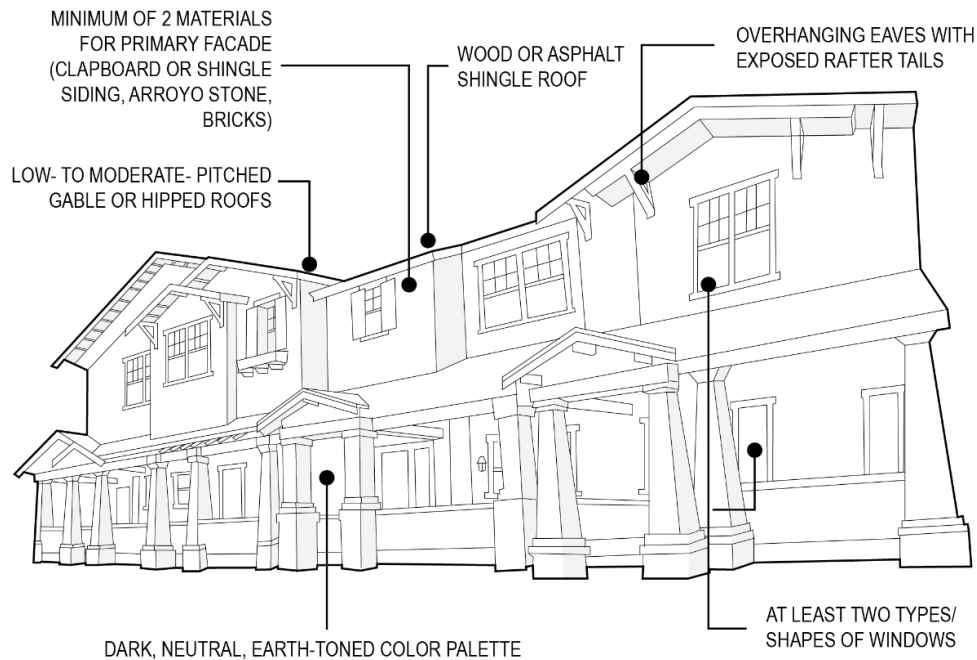 MINIMUM OF 2 MATERIALS
FOR PRIMARY FACADE
(CLAPBOARD OR SHINGLE
SIDING, ARROYO STONE,
BRICKS)
WOOD OR ASPHALT
SHINGLE ROOF
OVERHANGING EAVES WITH
EXPOSED RAFTER TAILS
LOW- TO MODERATE- PITCHED
GABLE OR HIPPED ROOFS
DARK, NEUTRAL, EARTH-TONED COLOR PALETTE
AT LEAST TWO TYPES/
SHAPES OF WINDOWS